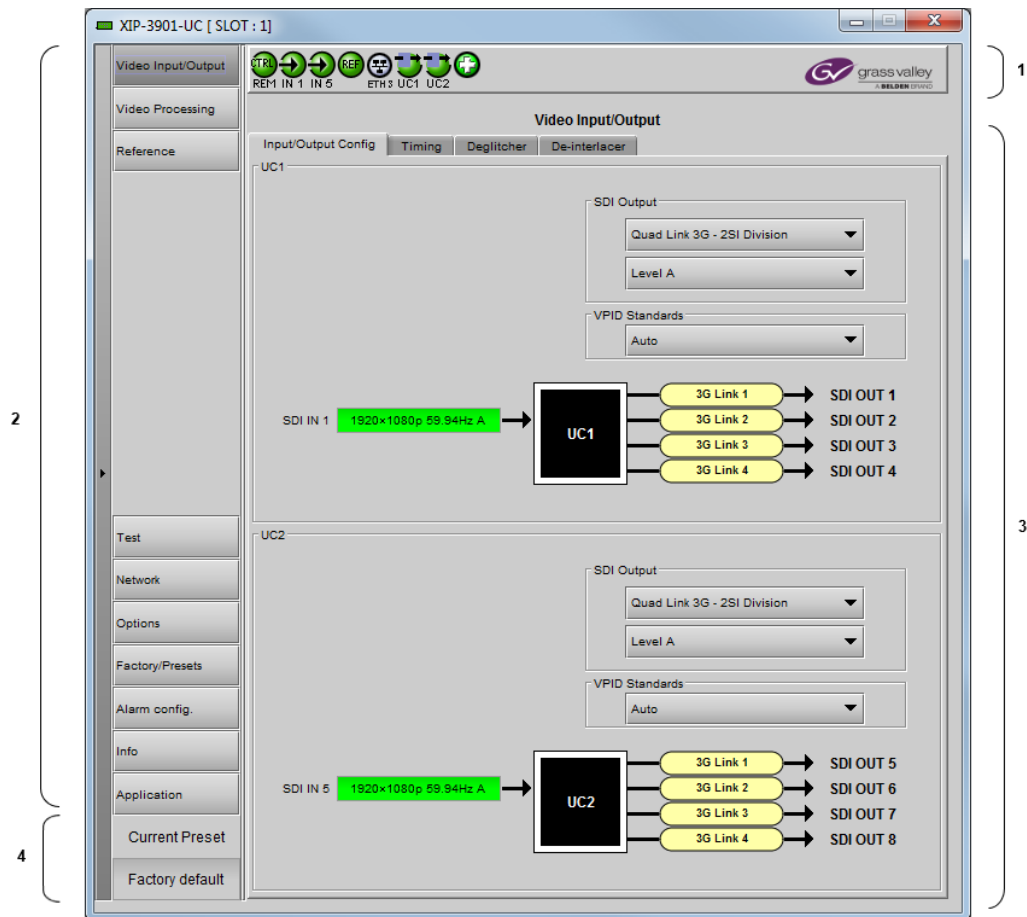 XIP-3901-UC [ SLOT : 1]
Video Input/Output
Video Processing
Reference
Test
Network
Options
Factory/Presets
Alarm config.
Info
Application
Current Preset
Factory default
CTRL REF
REM IN 1 IN 5 ETH3 UC1 UC2
GV grass valley
A BELDEN BRAND
Video Input/Output
Input/Output Config Timing Deglitcher De-interlacer
UC1
SDI Output
Quad Link 3G - 2SI Division
Level A
VPID Standards
Auto
SDI IN 1 1920×1080p 59.94Hz A UC1
3G Link 1 SDI OUT 1
3G Link 2 SDI OUT 2
3G Link 3 SDI OUT 3
3G Link 4 SDI OUT 4
UC2
SDI Output
Quad Link 3G - 2SI Division
Level A
VPID Standards
Auto
SDI IN 5 1920×1080p 59.94Hz A UC2
3G Link 1 SDI OUT 5
3G Link 2 SDI OUT 6
3G Link 3 SDI OUT 7
3G Link 4 SDI OUT 8
1
2
3
4